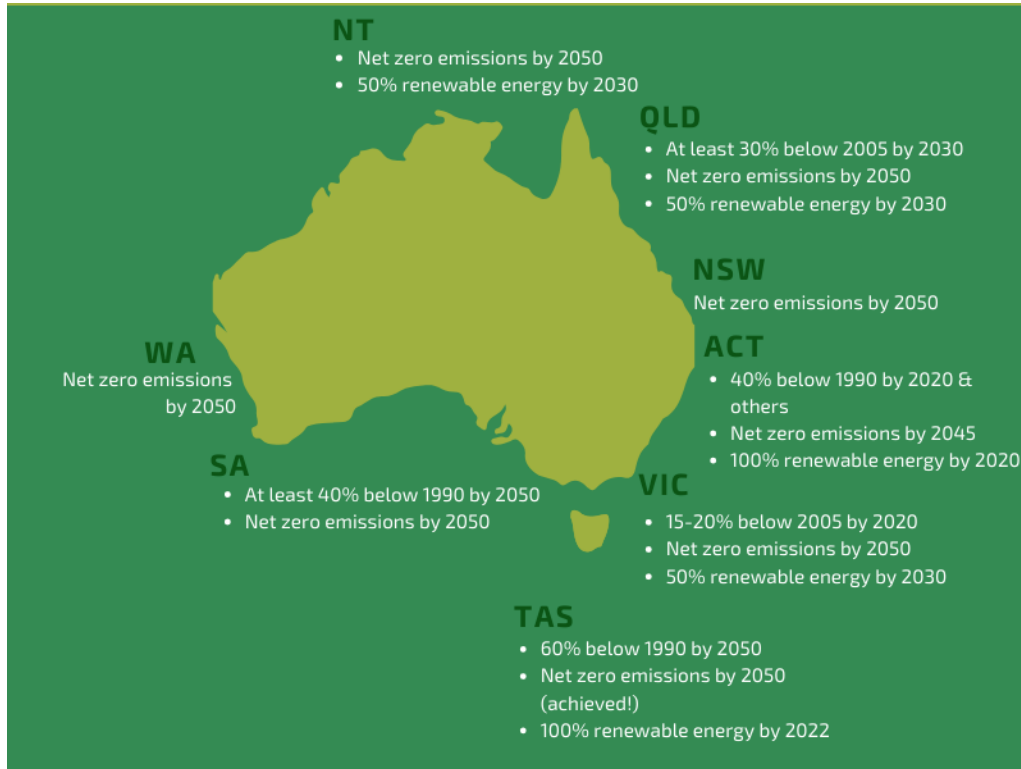 NT
• Net zero emissions by 2050
• 50% renewable energy by 2030
QLD
• At least 30% below 2005 by 2030
• Net zero emissions by 2050
• 50% renewable energy by 2030
NSW
Net zero emissions by 2050
ACT
• 40% below 1990 by 2020 &
others
• Net zero emissions by 2045
• 100% renewable energy by 2020
WA
Net zero emissions
by 2050
SA
• At least 40% below 1990 by 2050
• Net zero emissions by 2050
VIC
• 15-20% below 2005 by 2020
• Net zero emissions by 2050
• 50% renewable energy by 2030
TAS
• 60% below 1990 by 2050
• Net zero emissions by 2050
(achieved!)
• 100% renewable energy by 2022